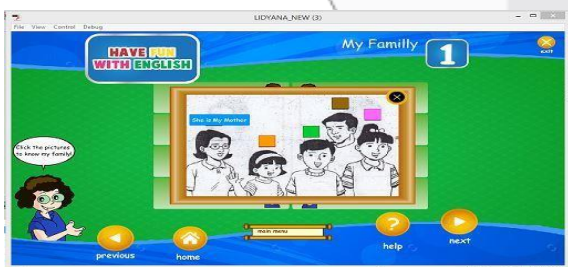 LIDYANA_NEW (3)
File View Control Debug
HAVE FUN
WITH ENGLISH
My Familly
1
EXIT
She is My Mother
Click the pictures
to know my family!
previous
home
main menu
?
help
next